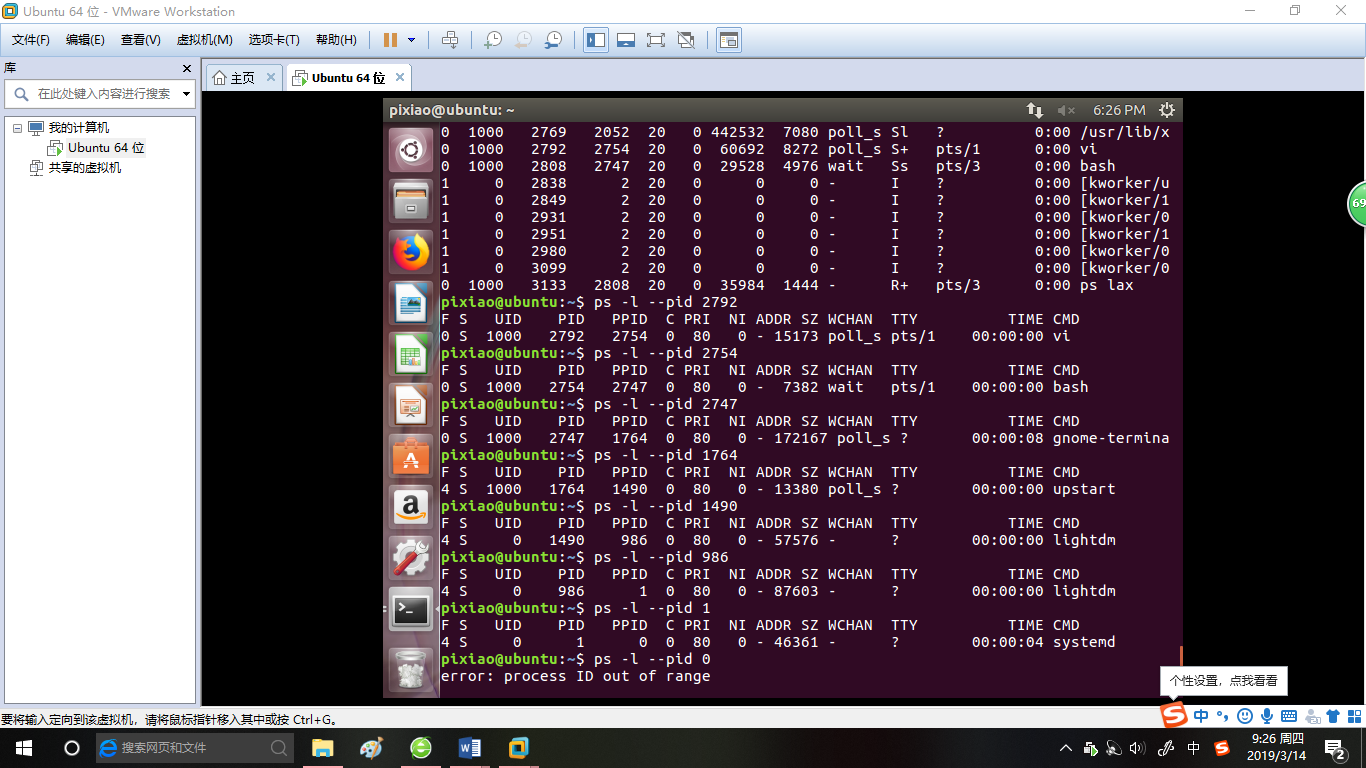 Ubuntu 64 位 - VMware Workstation
文件(F) 编辑(E) 查看(V) 虚拟机(M) 选项卡(T) 帮助(H)
库
在此处键入内容进行搜索
我的计算机
Ubuntu 64 位
共享的虚拟机
主页 Ubuntu 64 位
pixiao@ubuntu: ~ 6:26 PM
0  1000   2769   2052  20   0 442532  7080 poll_s Sl   ?          0:00 /usr/lib/x
0  1000   2792   2754  20   0  60692  8272 poll_s S+   pts/1      0:00 vi
0  1000   2808   2747  20   0  29528  4976 wait   Ss   pts/3      0:00 bash
1     0   2838      2  20   0      0     0 -      I    ?          0:00 [kworker/u
1     0   2849      2  20   0      0     0 -      I    ?          0:00 [kworker/1
1     0   2931      2  20   0      0     0 -      I    ?          0:00 [kworker/0
1     0   2951      2  20   0      0     0 -      I    ?          0:00 [kworker/1
1     0   2980      2  20   0      0     0 -      I    ?          0:00 [kworker/0
1     0   3099      2  20   0      0     0 -      I    ?          0:00 [kworker/0
0  1000   3133   2808  20   0  35984  1444 -      R+   pts/3      0:00 ps lax
pixiao@ubuntu:~$ ps -l --pid 2792
F S   UID    PID   PPID  C PRI  NI ADDR SZ WCHAN  TTY          TIME CMD
0 S  1000   2792   2754  0  80   0 - 15173 poll_s pts/1    00:00:00 vi
pixiao@ubuntu:~$ ps -l --pid 2754
F S   UID    PID   PPID  C PRI  NI ADDR SZ WCHAN  TTY          TIME CMD
0 S  1000   2754   2747  0  80   0 -  7382 wait   pts/1    00:00:00 bash
pixiao@ubuntu:~$ ps -l --pid 2747
F S   UID    PID   PPID  C PRI  NI ADDR SZ WCHAN  TTY          TIME CMD
0 S  1000   2747   1764  0  80   0 - 172167 poll_s ?       00:00:08 gnome-termina
pixiao@ubuntu:~$ ps -l --pid 1764
F S   UID    PID   PPID  C PRI  NI ADDR SZ WCHAN  TTY          TIME CMD
4 S  1000   1764   1490  0  80   0 - 13380 poll_s ?        00:00:00 upstart
pixiao@ubuntu:~$ ps -l --pid 1490
F S   UID    PID   PPID  C PRI  NI ADDR SZ WCHAN  TTY          TIME CMD
4 S     0   1490    986  0  80   0 - 57576 -      ?        00:00:00 lightdm
pixiao@ubuntu:~$ ps -l --pid 986
F S   UID    PID   PPID  C PRI  NI ADDR SZ WCHAN  TTY          TIME CMD
4 S     0    986      1  0  80   0 - 87603 -      ?        00:00:00 lightdm
pixiao@ubuntu:~$ ps -l --pid 1
F S   UID    PID   PPID  C PRI  NI ADDR SZ WCHAN  TTY          TIME CMD
4 S     0      1      0  0  80   0 - 46361 -      ?        00:00:04 systemd
pixiao@ubuntu:~$ ps -l --pid 0
error: process ID out of range
69
个性设置，点我看看
要将输入定向到该虚拟机，请将鼠标指针移入其中或按 Ctrl+G。
中
搜索网页和文件
中
9:26 周四
2019/3/14
2